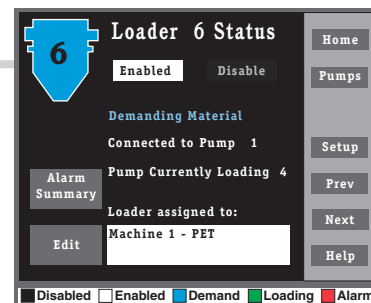 6
Loader 6 Status
Enabled Disable
Demanding Material
Connected to Pump 1
Pump Currently Loading 4
Loader assigned to:
Machine 1 - PET
Alarm
Summary
Edit
Home
Pumps
Setup
Prev
Next
Help
Disabled Enabled Demand Loading Alarm